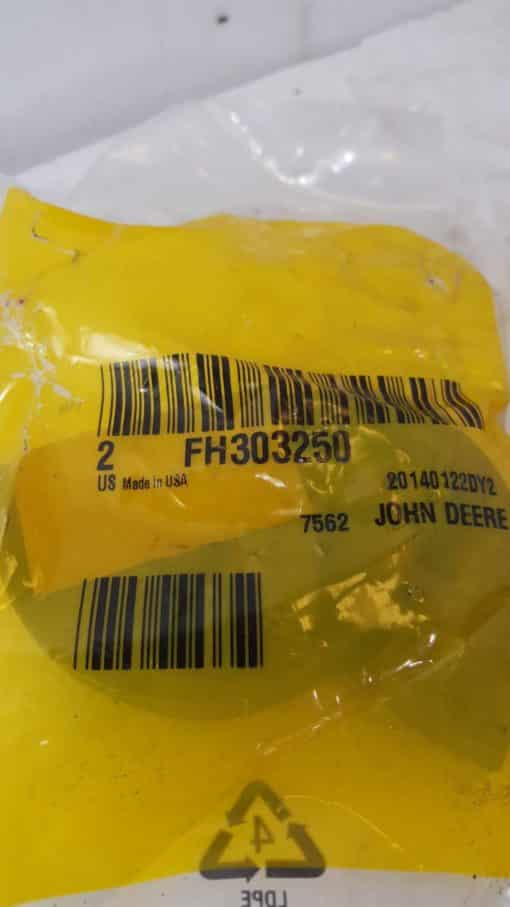 2 FH303250
US Made in USA 20140122DY2
7562 JOHN DEERE
4
LDPE